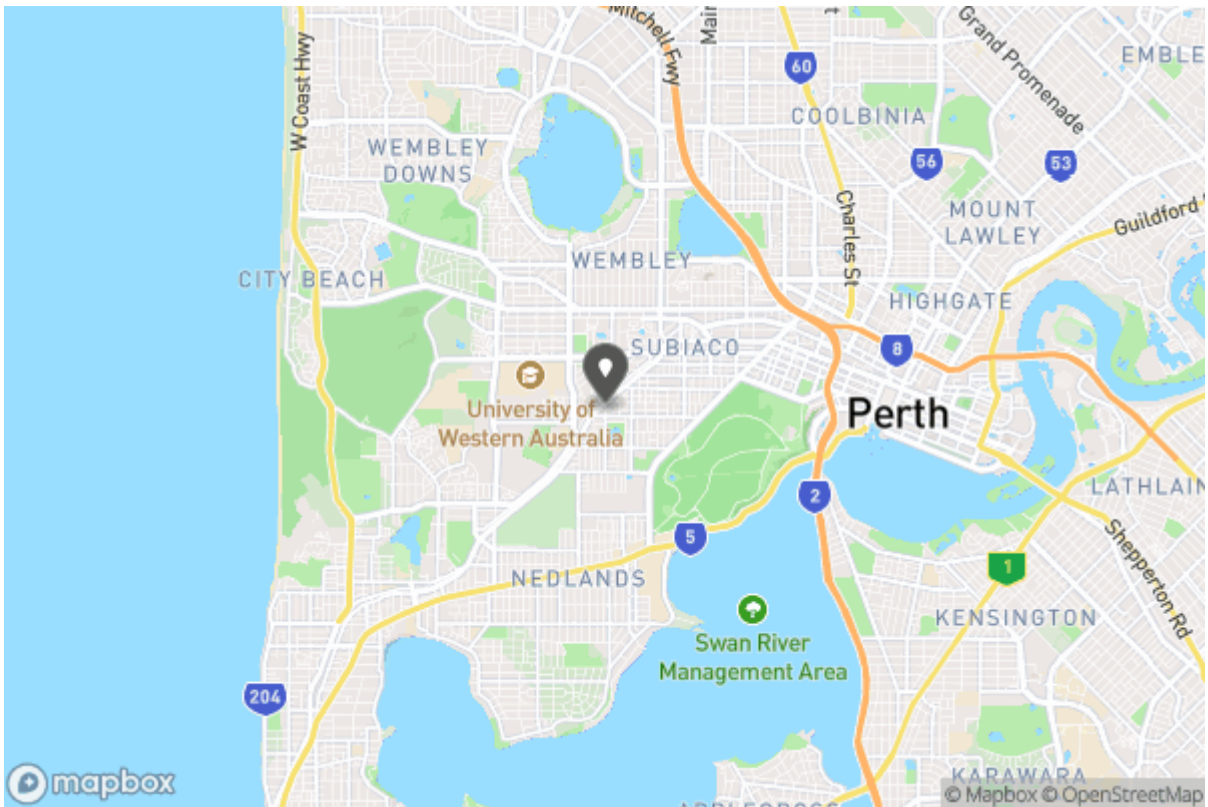 Mitchell Fwy
Main
t
Grand Promenade
EMBLE
60
W Coast Hwy
COOLBINIA
WEMBLEY
DOWNS
56
53
MOUNT
LAWLEY
Charles St
Guildford
WEMBLEY
CITY BEACH
HIGHGATE
SUBIACO
8
University of
Western Australia
Perth
LATHLAIN
2
5
Shepperton Rd
1
NEDLANDS
KENSINGTON
Swan River
Management Area
204
KARAWARA
mapbox
© Mapbox © OpenStreetMap
APPLECROSS